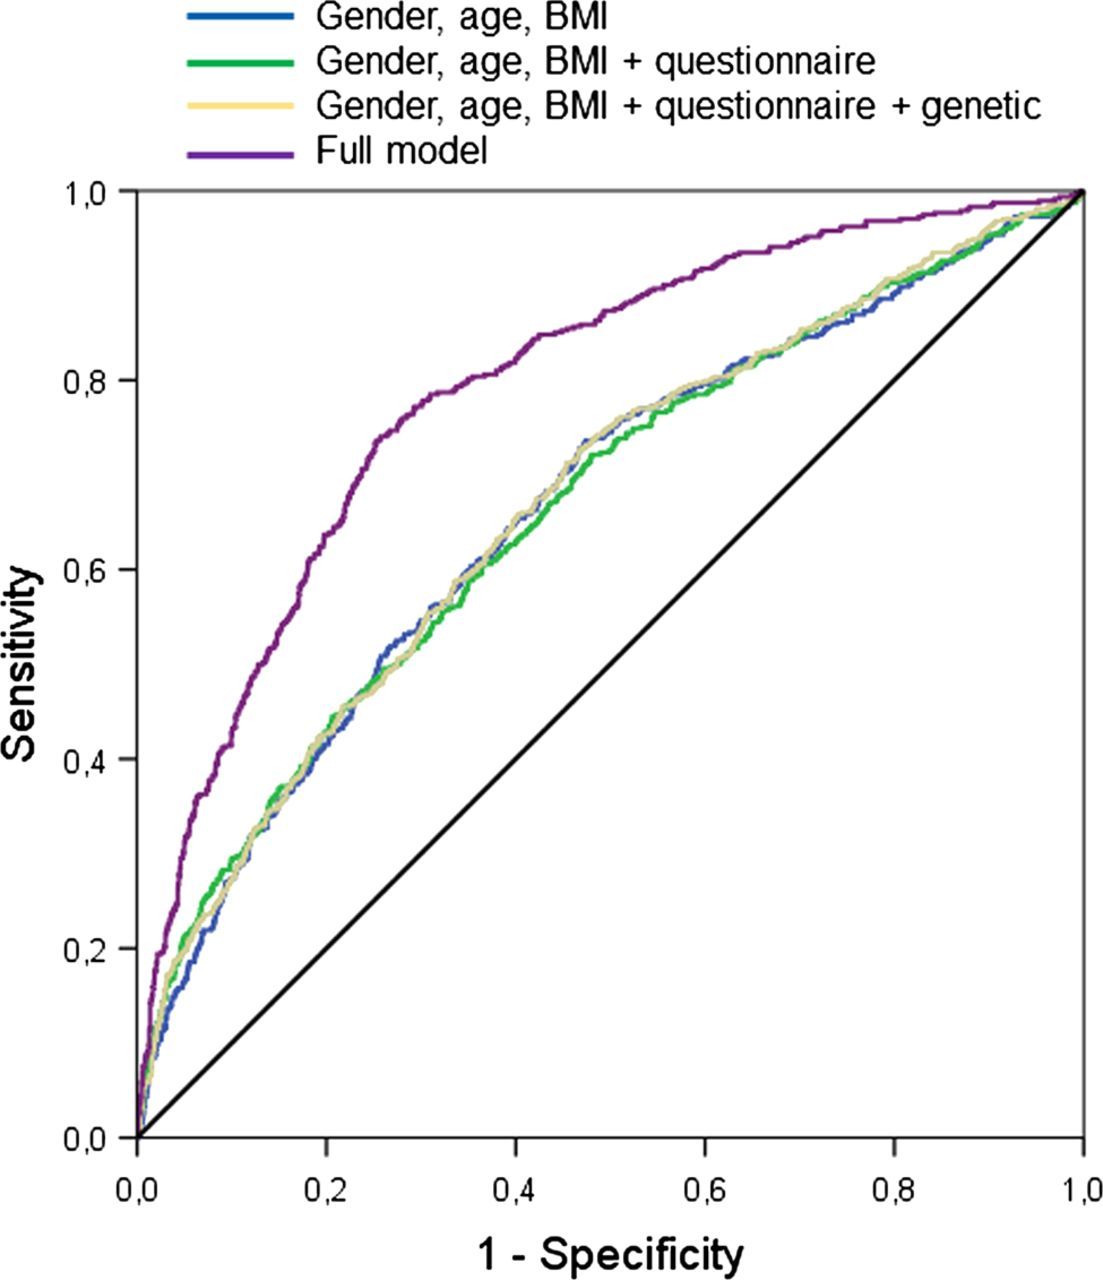 Gender, age, BMI
Gender, age, BMI + questionnaire
Gender, age, BMI + questionnaire + genetic
Full model
1,0
0,8
0,6
0,4
0,2
0,0
Sensitivity
0,0 0,2 0,4 0,6 0,8 1,0
1 - Specificity